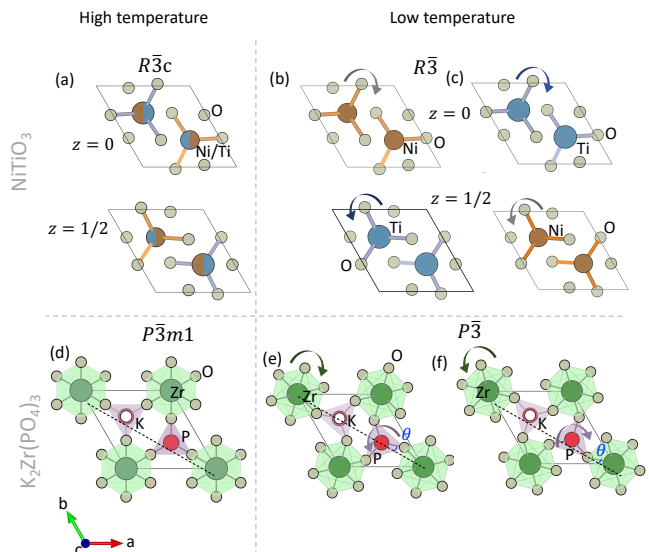 High temperature
Low temperature
NiTiO₃
(a)
R3̅c
O
z = 0
Ni/Ti
z = 1/2
(b)
R3̅
(c)
Ni
O
z = 0
Ti
O
Ti
O
z = 1/2
Ni
O
K₂Zr(PO₄)₃
(d)
P3̅m1
O
Zr
K
P
(e)
P3̅
O
(f)
Zr
K
θ
P
Zr
K
P
θ
b
c
a